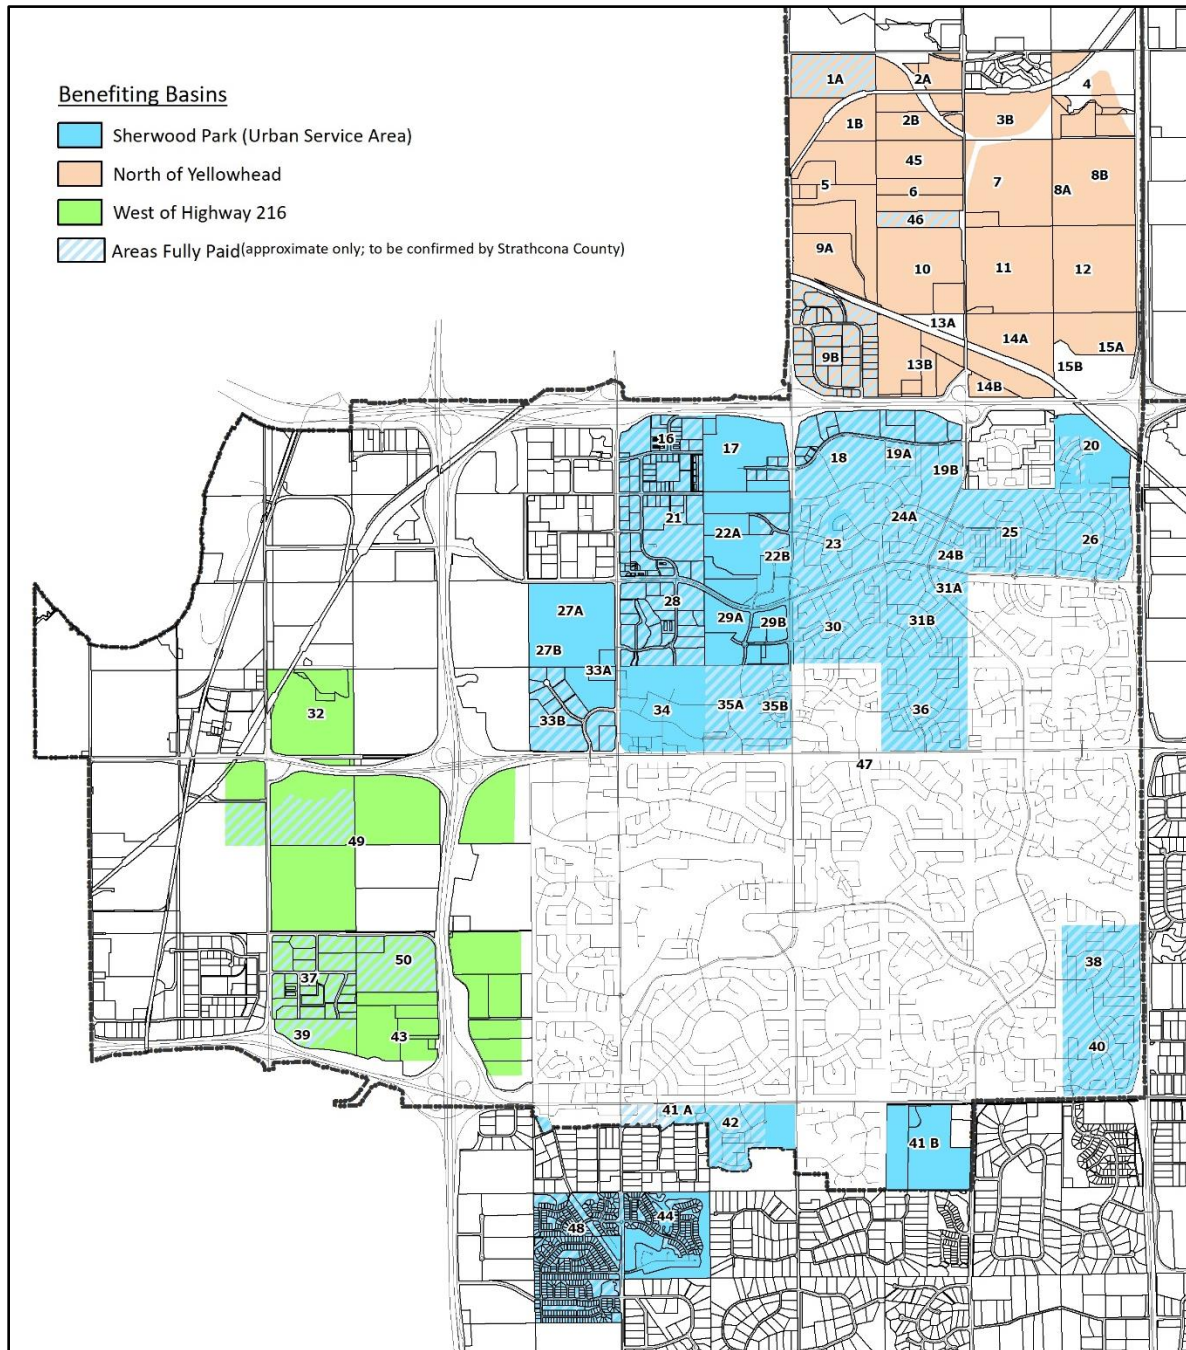 Benefiting Basins
Sherwood Park (Urban Service Area)
North of Yellowhead
West of Highway 216
Areas Fully Paid(approximate only; to be confirmed by Strathcona County)
1A
2A
4
1B
2B
3B
45
5
6
7
8A
8B
46
9A
10
11
12
13A
14A
15A
9B
13B
14B
15B
16
17
18
19A
19B
20
21
22A
22B
23
24A
24B
25
26
27A
27B
28
29A
29B
30
31A
31B
33A
32
33B
34
35A
35B
36
47
49
50
37
38
39
43
40
41 A
42
41 B
48
44